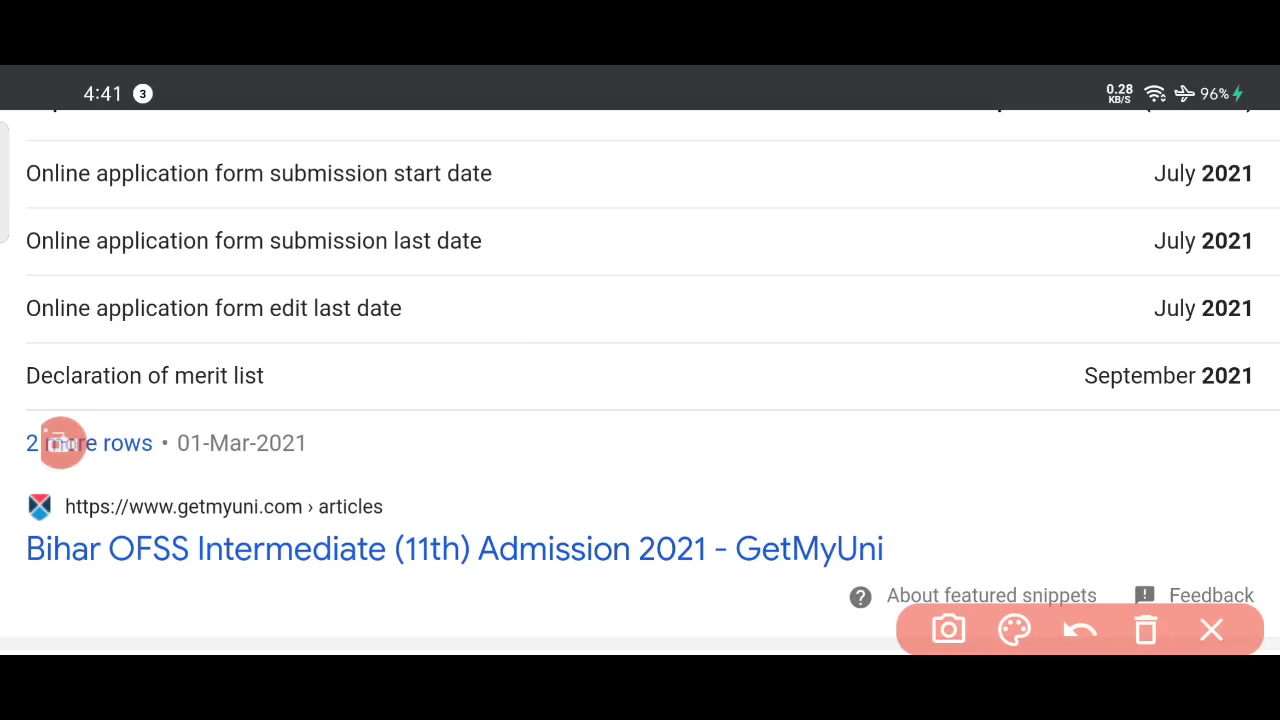 4:41 3 0.28 KB/S 96%
Online application form submission start date July 2021
Online application form submission last date July 2021
Online application form edit last date July 2021
Declaration of merit list September 2021
2 more rows • 01-Mar-2021
https://www.getmyuni.com › articles
Bihar OFSS Intermediate (11th) Admission 2021 - GetMyUni
? About featured snippets ! Feedback